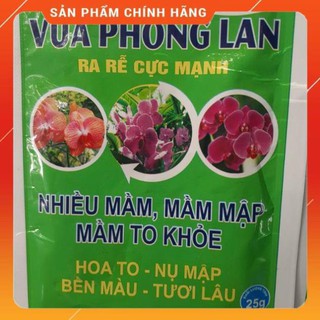 SẢN PHẨM CHÍNH HÃNG
VUA PHONG LAN
RA RỄ CỰC MẠNH
NHIỀU MẦM, MẦM MẬP
MẦM TO KHỎE
HOA TO - NỤ MẬP
BỀN MÀU - TƯƠI LÂU
25g